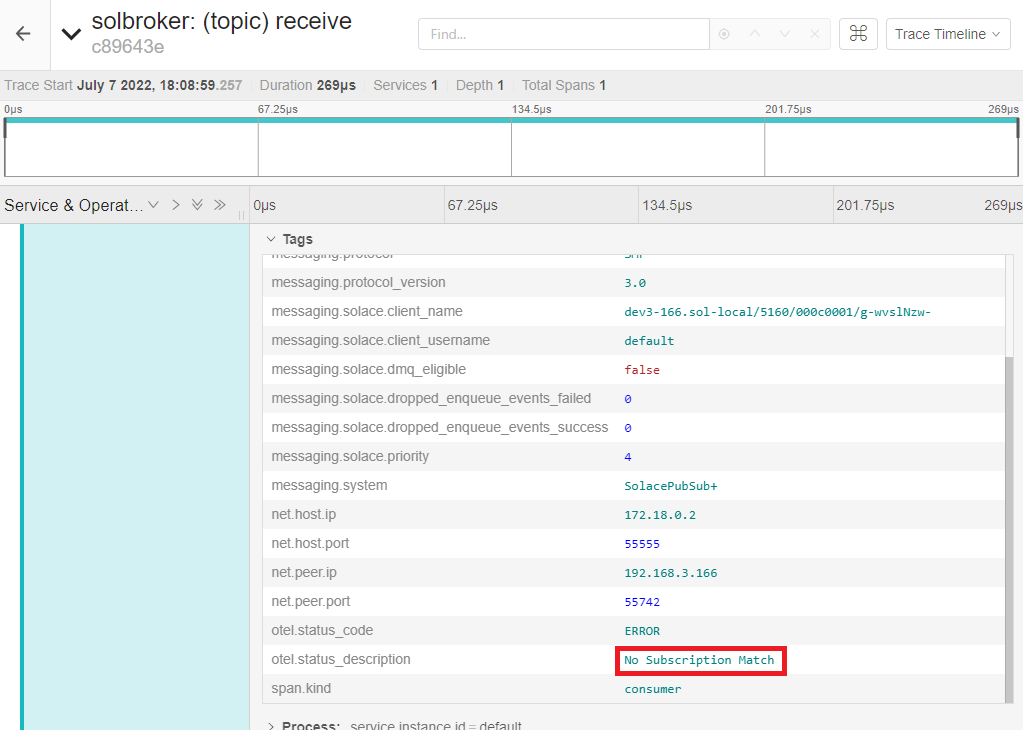 solbroker: (topic) receive
c89643e
Find...
Trace Timeline
Trace Start July 7 2022, 18:08:59.257 Duration 269μs Services 1 Depth 1 Total Spans 1
0μs 67.25μs 134.5μs 201.75μs 269μs
Service & Operat... 0μs 67.25μs 134.5μs 201.75μs 269μs
Tags
messaging.protocol SMF
messaging.protocol_version 3.0
messaging.solace.client_name dev3-166.sol-local/5160/000c0001/g-wvslNzw-
messaging.solace.client_username default
messaging.solace.dmq_eligible false
messaging.solace.dropped_enqueue_events_failed 0
messaging.solace.dropped_enqueue_events_success 0
messaging.solace.priority 4
messaging.system SolacePubSub+
net.host.ip 172.18.0.2
net.host.port 55555
net.peer.ip 192.168.3.166
net.peer.port 55742
otel.status_code ERROR
otel.status_description No Subscription Match
span.kind consumer
Process: service.instance.id = default